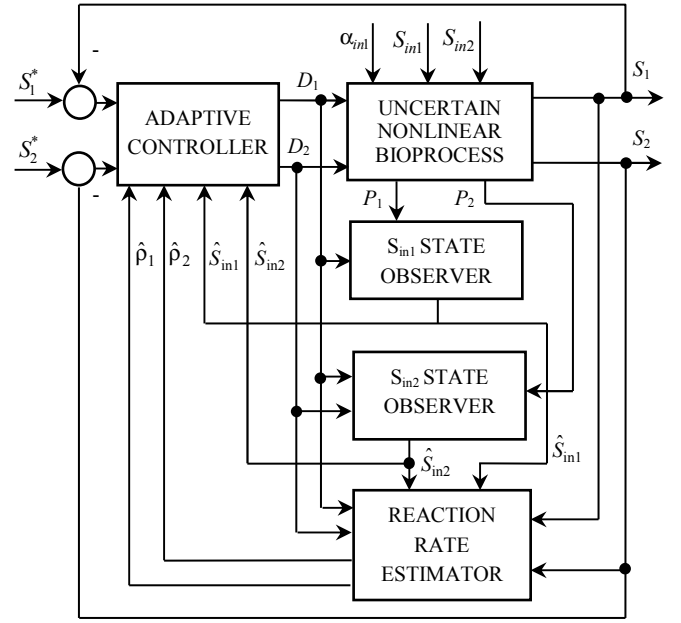 -
α_in1 S_in1 S_in2
S*_1
D_1
S_1
ADAPTIVE
CONTROLLER
UNCERTAIN
NONLINEAR
BIOPROCESS
S*_2
D_2
S_2
-
P_1 P_2
ρ̂_1 ρ̂_2 Ŝ_in1 Ŝ_in2
S_in1 STATE
OBSERVER
S_in2 STATE
OBSERVER
Ŝ_in2 Ŝ_in1
REACTION
RATE
ESTIMATOR